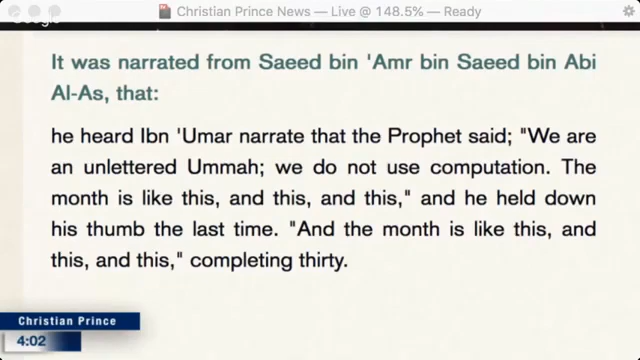 Christian Prince News — Live @ 148.5% — Ready
Google
It was narrated from Saeed bin 'Amr bin Saeed bin Abi
Al-As, that:
he heard Ibn 'Umar narrate that the Prophet said; "We are
an unlettered Ummah; we do not use computation. The
month is like this, and this, and this," and he held down
his thumb the last time. "And the month is like this, and
this, and this," completing thirty.
Christian Prince
4:02